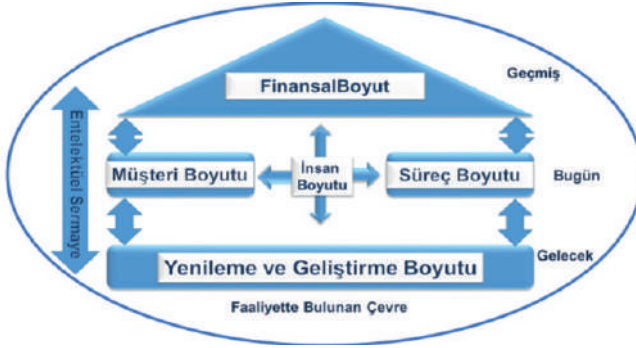 Geçmiş
FinansalBoyut
Entelektüel Sermaye
Müşteri Boyutu
İnsan
Boyutu
Süreç Boyutu
Bugün
Gelecek
Yenileme ve Geliştirme Boyutu
Faaliyette Bulunan Çevre